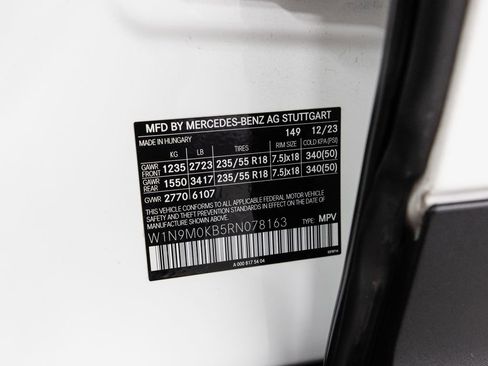 MFD BY MERCEDES-BENZ AG STUTTGART
MADE IN HUNGARY 149 12/23
KG LB TIRES RIM SIZE COLD KPA (PSI)
GAWR FRONT 1235 2723 235/55 R18 7.5Jx18 340(50)
GAWR REAR 1550 3417 235/55 R18 7.5Jx18 340(50)
GVWR 2770 6107
THIS VEHICLE CONFORMS TO ALL APPLICABLE FEDERAL MOTOR VEHICLE
SAFETY STANDARDS IN EFFECT ON THE DATE OF MANUFACTURE
SHOWN ABOVE.
W1N9M0KB5RN078163 TYPE: MPV
A 000 817 54 04